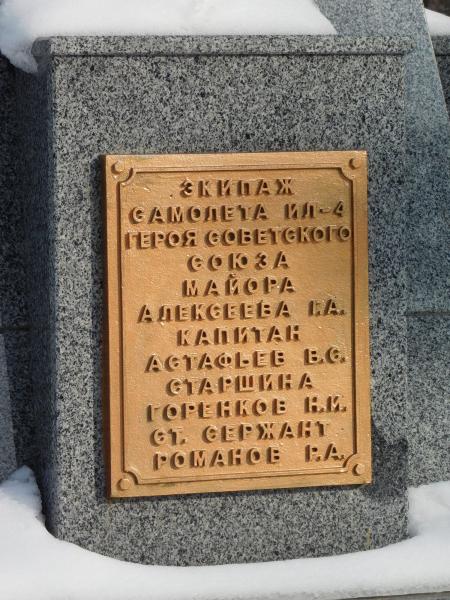 ЭКИПАЖ
САМОЛЕТА ИЛ-4
ГЕРОЯ СОВЕТСКОГО
СОЮЗА
МАЙОРА
АЛЕКСЕЕВА Г.А.
КАПИТАН
АСТАФЬЕВ В.С.
СТАРШИНА
ГОРЕНКОВ Н.И.
СТ. СЕРЖАНТ
РОМАНОВ Г.А.